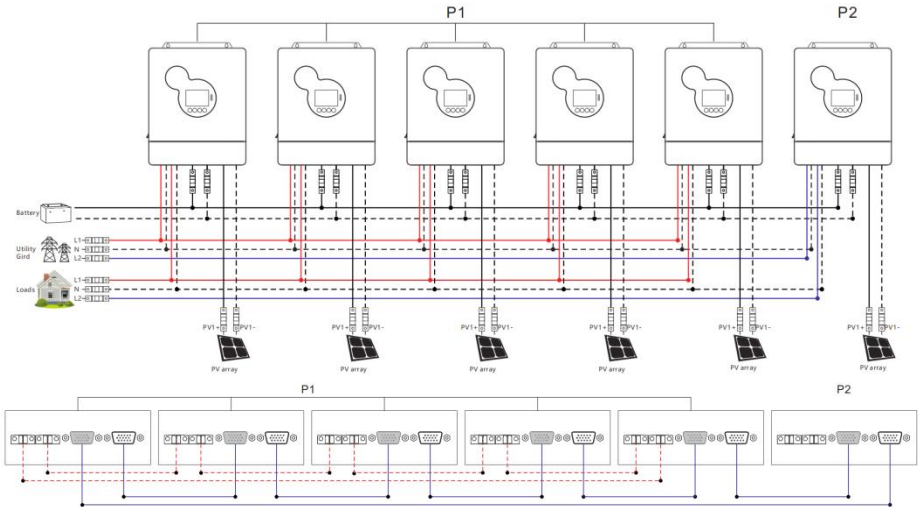 P1 P2
Battery
Utility
Gird
L1
N
L2
Loads
L1
N
L2
PV1+ PV1- PV1+ PV1- PV1+ PV1- PV1+ PV1- PV1+ PV1- PV1+ PV1-
PV array PV array PV array PV array PV array PV array
P1 P2